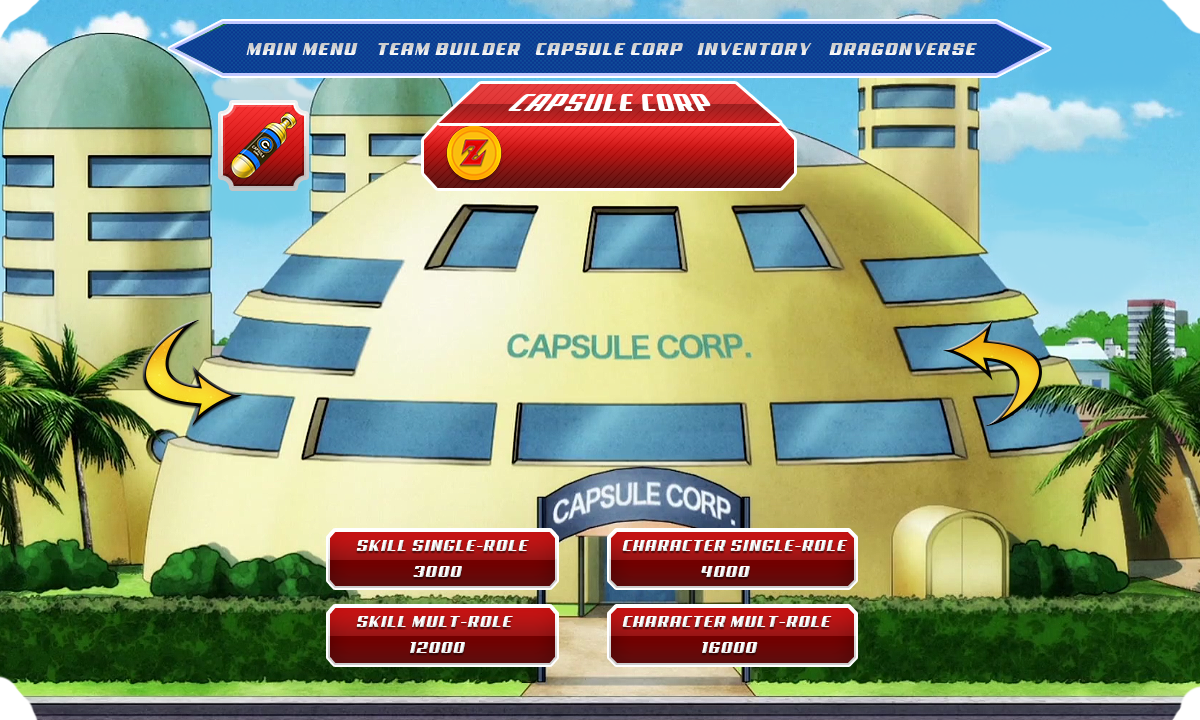 MAIN MENU TEAM BUILDER CAPSULE CORP INVENTORY DRAGONVERSE
CAPSULE CORP
Z
C
CAPSULE CORP.
CAPSULE CORP.
SKILL SINGLE-ROLE
3000
CHARACTER SINGLE-ROLE
4000
SKILL MULT-ROLE
12000
CHARACTER MULT-ROLE
16000